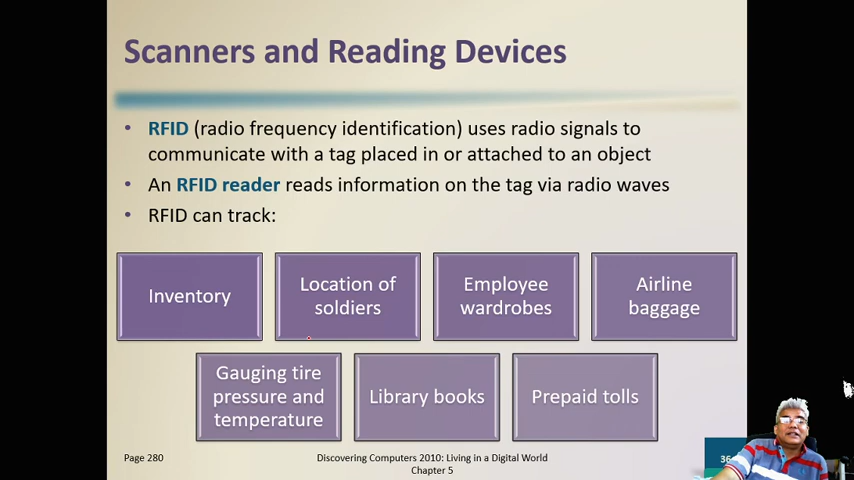 Scanners and Reading Devices
• RFID (radio frequency identification) uses radio signals to
communicate with a tag placed in or attached to an object
• An RFID reader reads information on the tag via radio waves
• RFID can track:
Inventory
Location of
soldiers
Employee
wardrobes
Airline
baggage
Gauging tire
pressure and
temperature
Library books
Prepaid tolls
Page 280
Discovering Computers 2010: Living in a Digital World
Chapter 5
36